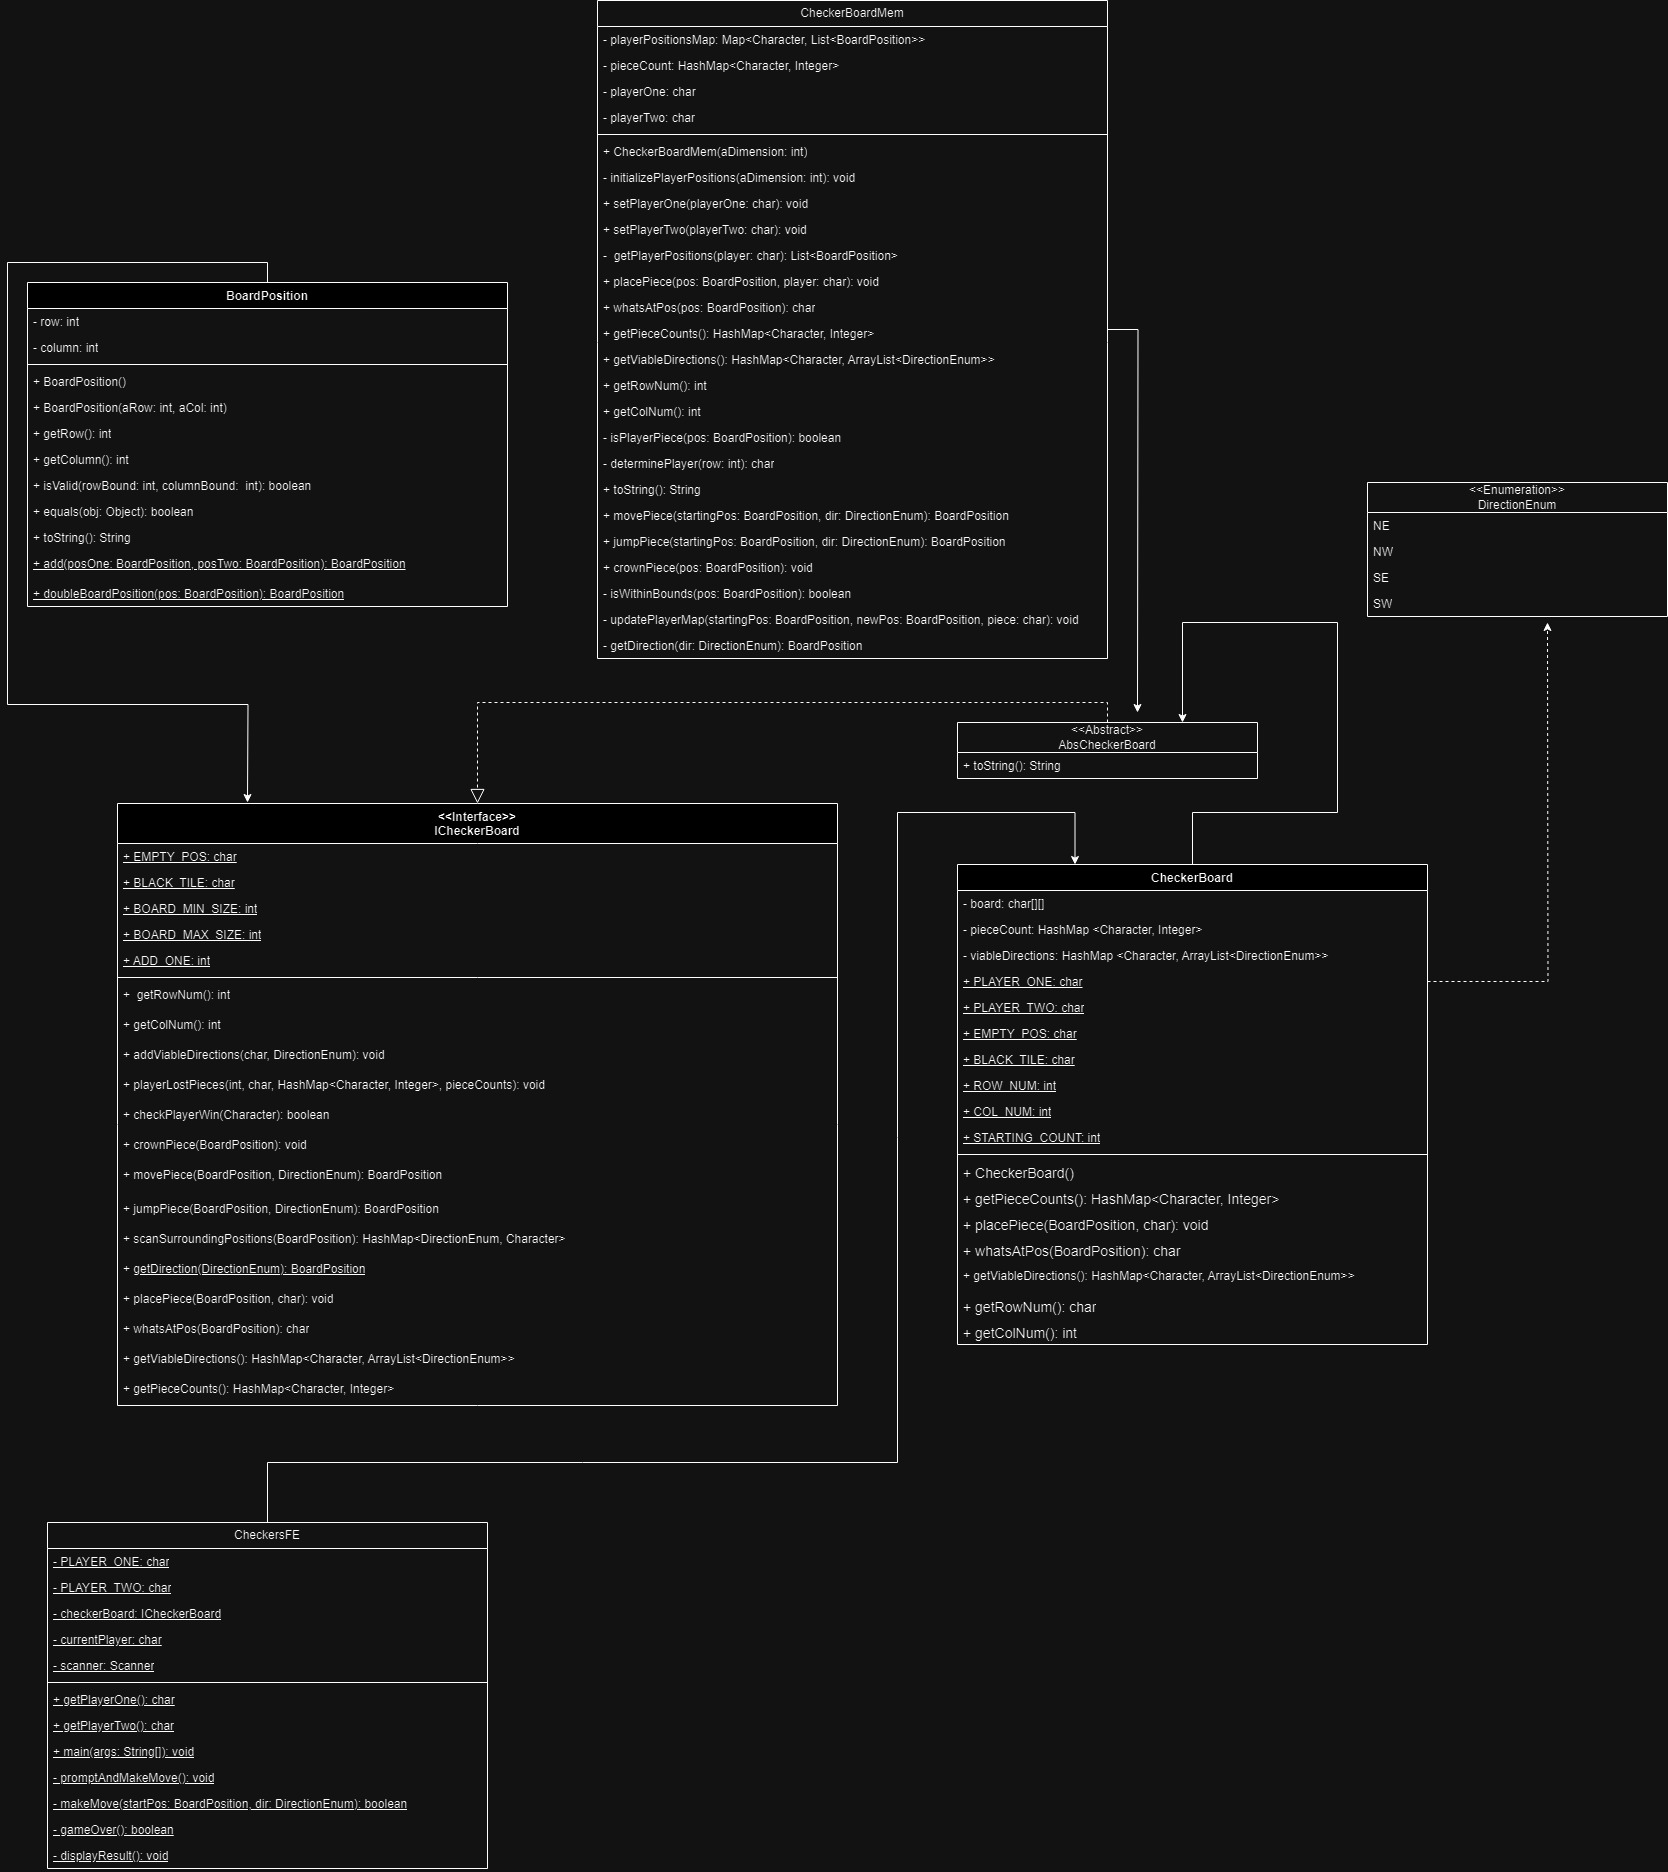 CheckerBoardMem
- playerPositionsMap: Map<Character, List<BoardPosition>>
- pieceCount: HashMap<Character, Integer>
- playerOne: char
- playerTwo: char
+ CheckerBoardMem(aDimension: int)
- initializePlayerPositions(aDimension: int): void
+ setPlayerOne(playerOne: char): void
+ setPlayerTwo(playerTwo: char): void
-  getPlayerPositions(player: char): List<BoardPosition>
+ placePiece(pos: BoardPosition, player: char): void
+ whatsAtPos(pos: BoardPosition): char
+ getPieceCounts(): HashMap<Character, Integer>
+ getViableDirections(): HashMap<Character, ArrayList<DirectionEnum>>
+ getRowNum(): int
+ getColNum(): int
- isPlayerPiece(pos: BoardPosition): boolean
- determinePlayer(row: int): char
+ toString(): String
+ movePiece(startingPos: BoardPosition, dir: DirectionEnum): BoardPosition
+ jumpPiece(startingPos: BoardPosition, dir: DirectionEnum): BoardPosition
+ crownPiece(pos: BoardPosition): void
- isWithinBounds(pos: BoardPosition): boolean
- updatePlayerMap(startingPos: BoardPosition, newPos: BoardPosition, piece: char): void
- getDirection(dir: DirectionEnum): BoardPosition
BoardPosition
- row: int
- column: int
+ BoardPosition()
+ BoardPosition(aRow: int, aCol: int)
+ getRow(): int
+ getColumn(): int
+ isValid(rowBound: int, columnBound:  int): boolean
+ equals(obj: Object): boolean
+ toString(): String
+ add(posOne: BoardPosition, posTwo: BoardPosition): BoardPosition
+ doubleBoardPosition(pos: BoardPosition): BoardPosition
<<Enumeration>>
DirectionEnum
NE
NW
SE
SW
<<Abstract>>
AbsCheckerBoard
+ toString(): String
<<Interface>>
ICheckerBoard
+ EMPTY_POS: char
+ BLACK_TILE: char
+ BOARD_MIN_SIZE: int
+ BOARD_MAX_SIZE: int
+ ADD_ONE: int
+  getRowNum(): int
+ getColNum(): int
+ addViableDirections(char, DirectionEnum): void
+ playerLostPieces(int, char, HashMap<Character, Integer>, pieceCounts): void
+ checkPlayerWin(Character): boolean
+ crownPiece(BoardPosition): void
+ movePiece(BoardPosition, DirectionEnum): BoardPosition
+ jumpPiece(BoardPosition, DirectionEnum): BoardPosition
+ scanSurroundingPositions(BoardPosition): HashMap<DirectionEnum, Character>
+ getDirection(DirectionEnum): BoardPosition
+ placePiece(BoardPosition, char): void
+ whatsAtPos(BoardPosition): char
+ getViableDirections(): HashMap<Character, ArrayList<DirectionEnum>>
+ getPieceCounts(): HashMap<Character, Integer>
CheckerBoard
- board: char[][]
- pieceCount: HashMap <Character, Integer>
- viableDirections: HashMap <Character, ArrayList<DirectionEnum>>
+ PLAYER_ONE: char
+ PLAYER_TWO: char
+ EMPTY_POS: char
+ BLACK_TILE: char
+ ROW_NUM: int
+ COL_NUM: int
+ STARTING_COUNT: int
+ CheckerBoard()
+ getPieceCounts(): HashMap<Character, Integer>
+ placePiece(BoardPosition, char): void
+ whatsAtPos(BoardPosition): char
+ getViableDirections(): HashMap<Character, ArrayList<DirectionEnum>>
+ getRowNum(): char
+ getColNum(): int
CheckersFE
- PLAYER_ONE: char
- PLAYER_TWO: char
- checkerBoard: ICheckerBoard
- currentPlayer: char
- scanner: Scanner
+ getPlayerOne(): char
+ getPlayerTwo(): char
+ main(args: String[]): void
- promptAndMakeMove(): void
- makeMove(startPos: BoardPosition, dir: DirectionEnum): boolean
- gameOver(): boolean
- displayResult(): void